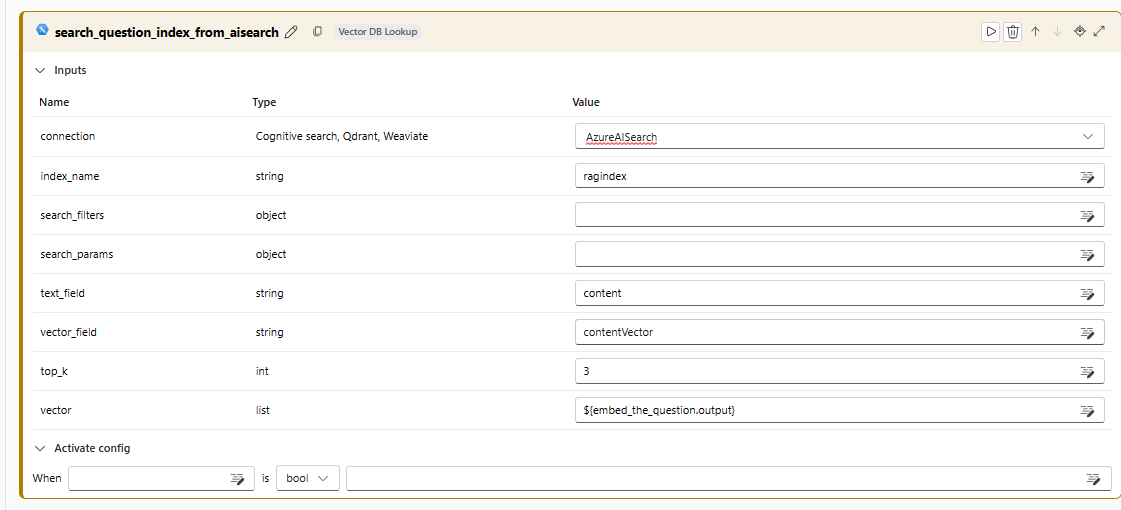 search_question_index_from_aisearch Vector DB Lookup
Inputs
Name Type Value
connection Cognitive search, Qdrant, Weaviate AzureAISearch
index_name string ragindex
search_filters object
search_params object
text_field string content
vector_field string contentVector
top_k int 3
vector list ${embed_the_question.output}
Activate config
When is bool